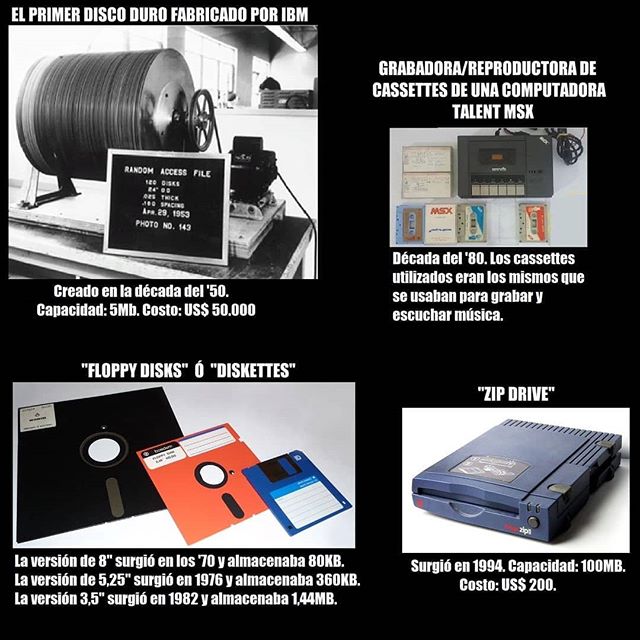 EL PRIMER DISCO DURO FABRICADO POR IBM
RANDOM ACCESS FILE
120 DISKS
24" OD
.025 THICK
.180 SPACING
APR. 29, 1953
PHOTO NO. 143
Creado en la década del '50.
Capacidad: 5Mb. Costo: US$ 50.000
GRABADORA/REPRODUCTORA DE
CASSETTES DE UNA COMPUTADORA
TALENT MSX
MSX
Década del '80. Los cassettes
utilizados eran los mismos que
se usaban para grabar y
escuchar música.
"FLOPPY DISKS" Ó "DISKETTES"
La versión de 8" surgió en los '70 y almacenaba 80KB.
La versión de 5,25" surgió en 1976 y almacenaba 360KB.
La versión 3,5" surgió en 1982 y almacenaba 1,44MB.
"ZIP DRIVE"
zip
Surgió en 1994. Capacidad: 100MB.
Costo: US$ 200.